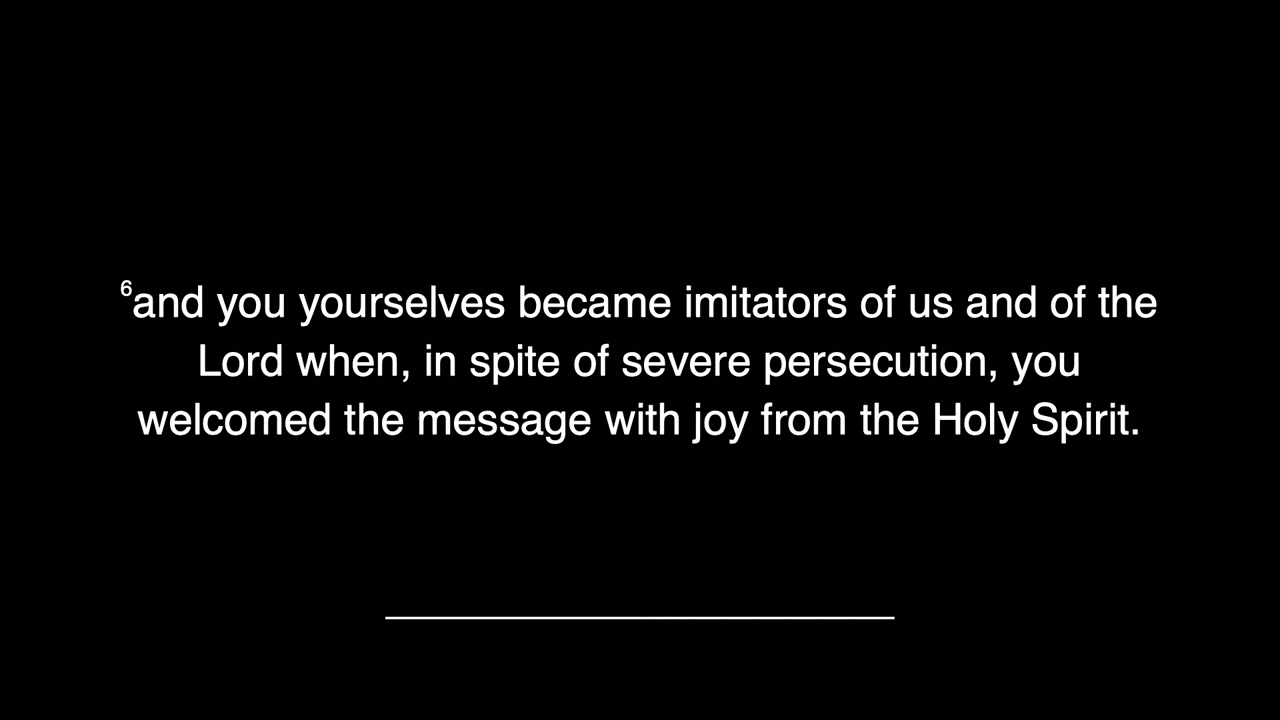 6and you yourselves became imitators of us and of the
Lord when, in spite of severe persecution, you
welcomed the message with joy from the Holy Spirit.